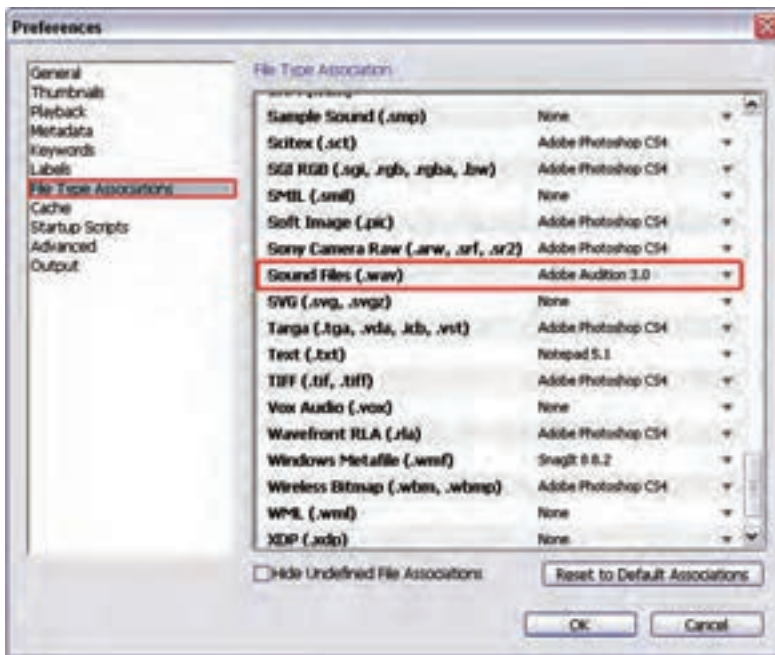 Preferences
General
Thumbnails
Playback
Metadata
Keywords
Labels
File Type Associations
Cache
Startup Scripts
Advanced
Output
File Type Association
Sample Sound (.smp) None
Scitex (.sct) Adobe Photoshop CS4
SGI RGB (.sgi, .rgb, .rgba, .bw) Adobe Photoshop CS4
SMIL (.smil) None
Soft Image (.pic) Adobe Photoshop CS4
Sony Camera Raw (.arw, .srf, .sr2) Adobe Photoshop CS4
Sound Files (.wav) Adobe Audition 3.0
SVG (.svg, .svgz) None
Targa (.tga, .vda, .icb, .vst) Adobe Photoshop CS4
Text (.txt) Notepad 5.1
TIFF (.tif, .tiff) Adobe Photoshop CS4
Vox Audio (.vox) None
Wavefront RLA (.rla) Adobe Photoshop CS4
Windows Metafile (.wmf) SnagIt 8 8.2
Wireless Bitmap (.wbm, .wbmp) Adobe Photoshop CS4
WML (.wml) None
XDP (.xdp) None
Hide Undefined File Associations
Reset to Default Associations
OK
Cancel